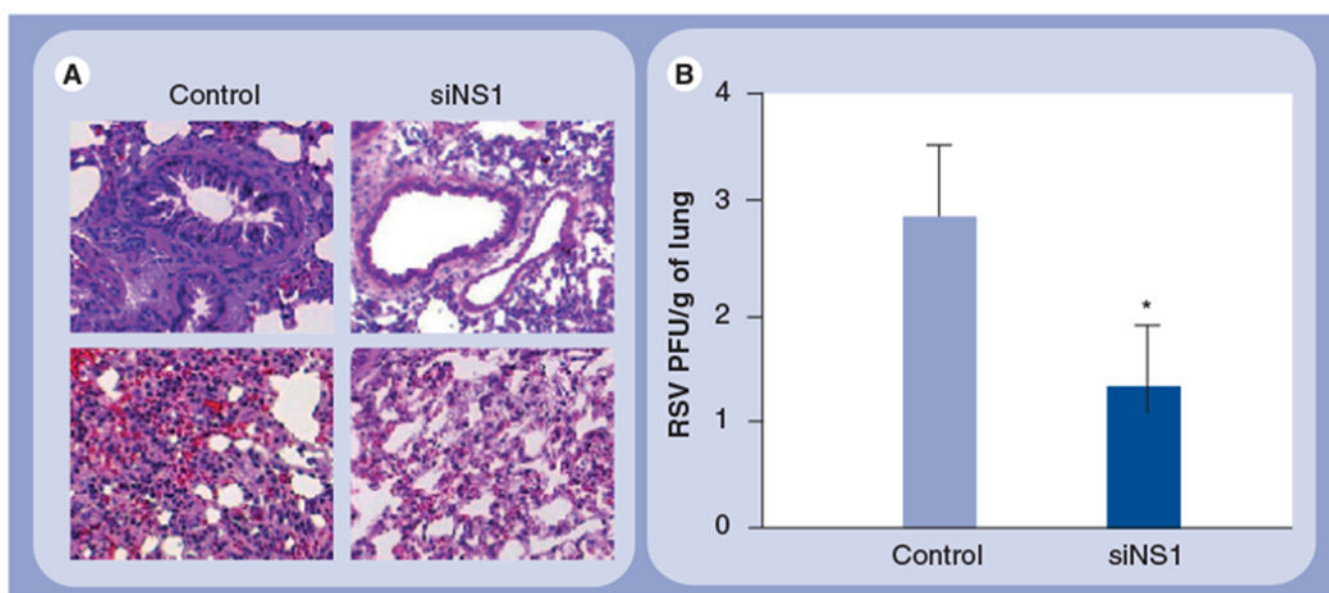 A
Control
siNS1
B
RSV PFU/g of lung
4
3
2
1
0
*
Control
siNS1